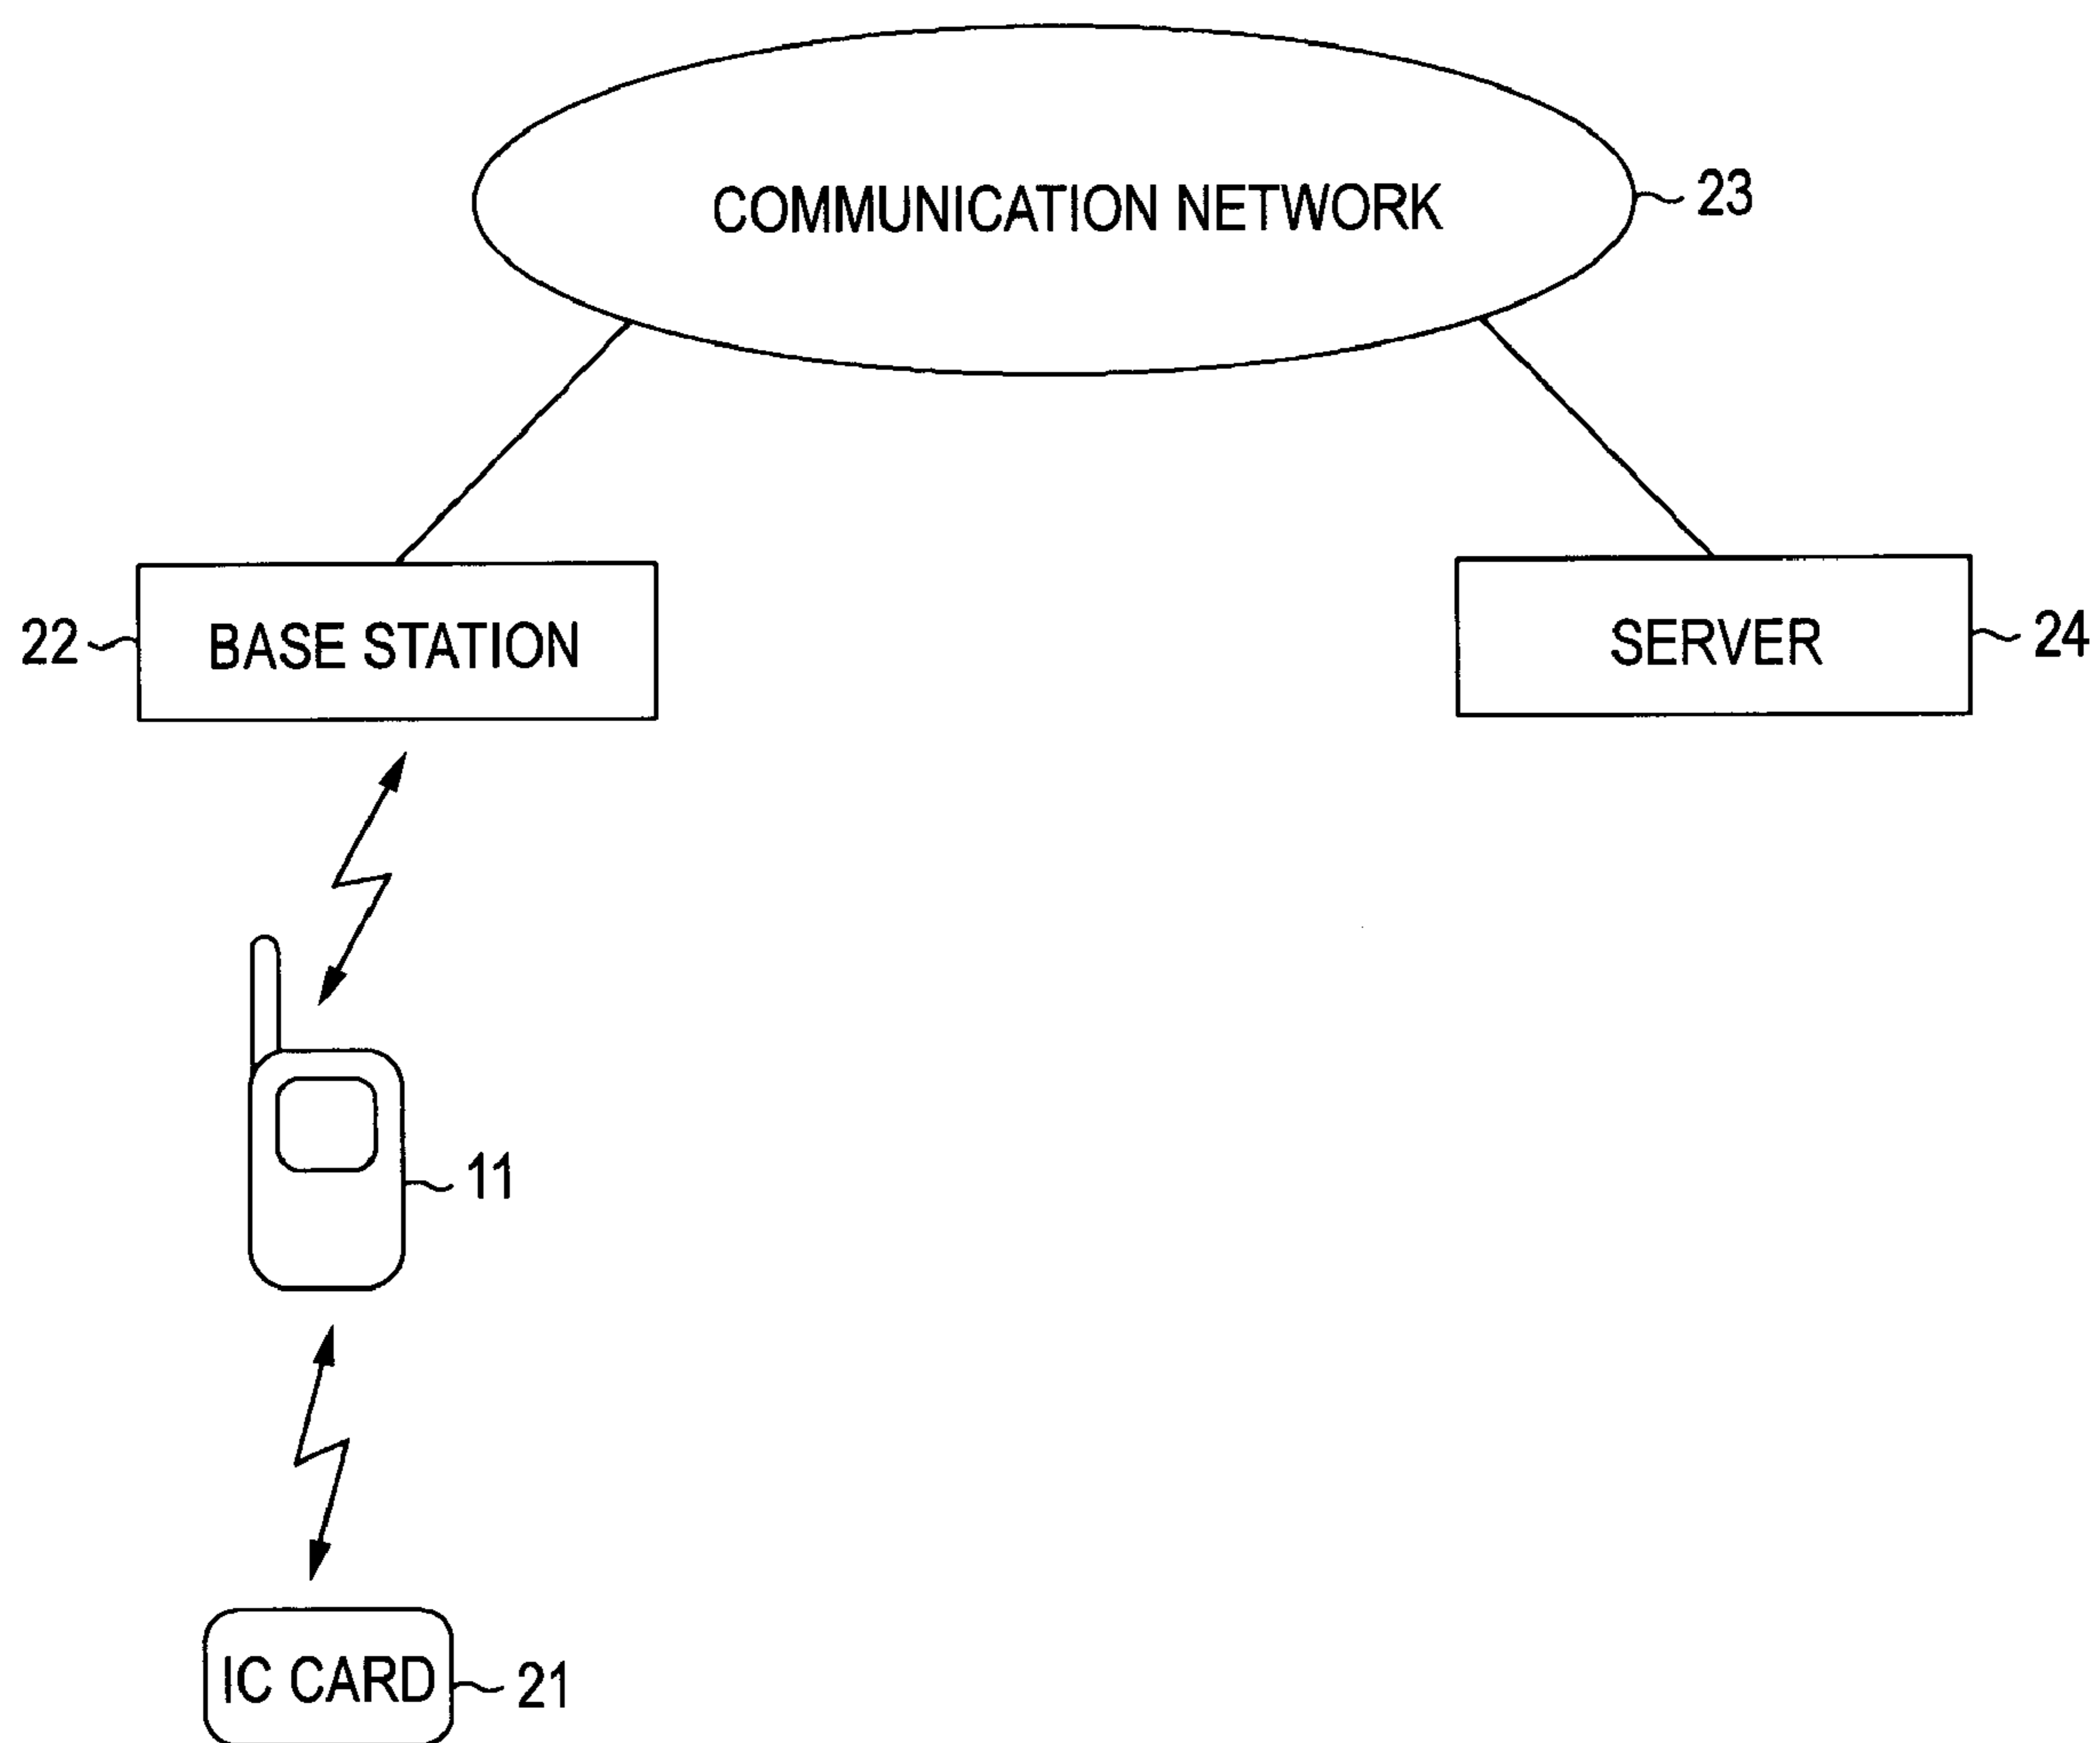 COMMUNICATION NETWORK
23
22
BASE STATION
SERVER
24
11
IC CARD
21